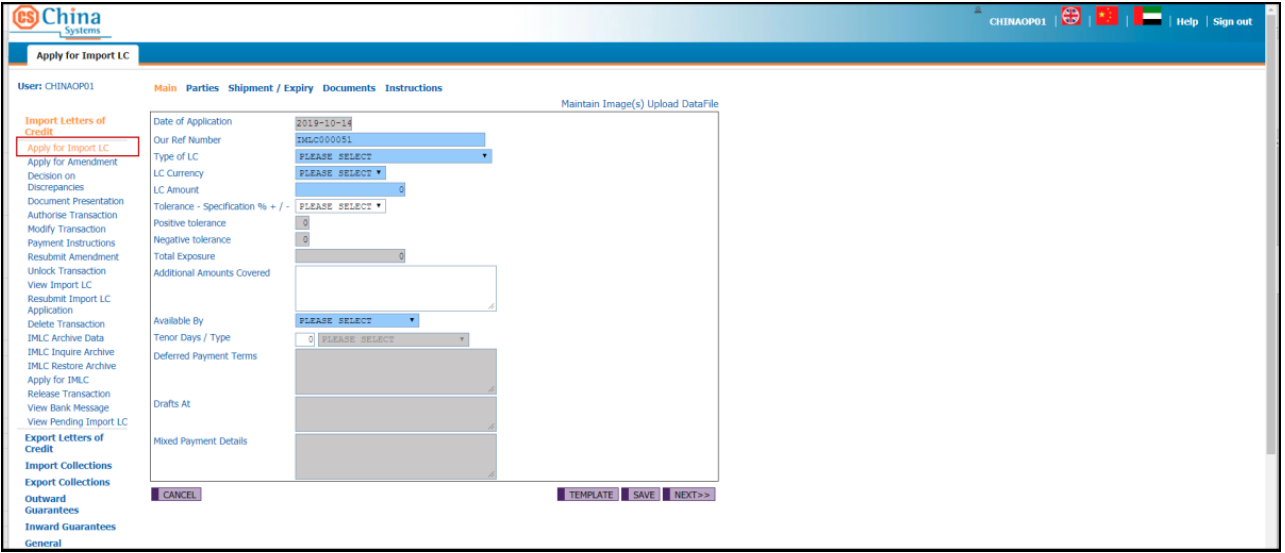 CS China
Systems
CHINAOP01 | | | | Help | Sign out
Apply for Import LC
User: CHINAOP01
Main Parties Shipment / Expiry Documents Instructions
Maintain Image(s) Upload DataFile
Import Letters of
Credit
Apply for Import LC
Apply for Amendment
Decision on
Discrepancies
Document Presentation
Authorise Transaction
Modify Transaction
Payment Instructions
Resubmit Amendment
Unlock Transaction
View Import LC
Resubmit Import LC
Application
Delete Transaction
IMLC Archive Data
IMLC Inquire Archive
IMLC Restore Archive
Apply for IMLC
Release Transaction
View Bank Message
View Pending Import LC
Export Letters of
Credit
Import Collections
Export Collections
Outward
Guarantees
Inward Guarantees
General
Date of Application 2019-10-14
Our Ref Number IMLC000051
Type of LC PLEASE SELECT
LC Currency PLEASE SELECT
LC Amount 0
Tolerance - Specification % + / - PLEASE SELECT
Positive tolerance 0
Negative tolerance 0
Total Exposure 0
Additional Amounts Covered
Available By PLEASE SELECT
Tenor Days / Type 0 PLEASE SELECT
Deferred Payment Terms
Drafts At
Mixed Payment Details
CANCEL TEMPLATE SAVE NEXT>>